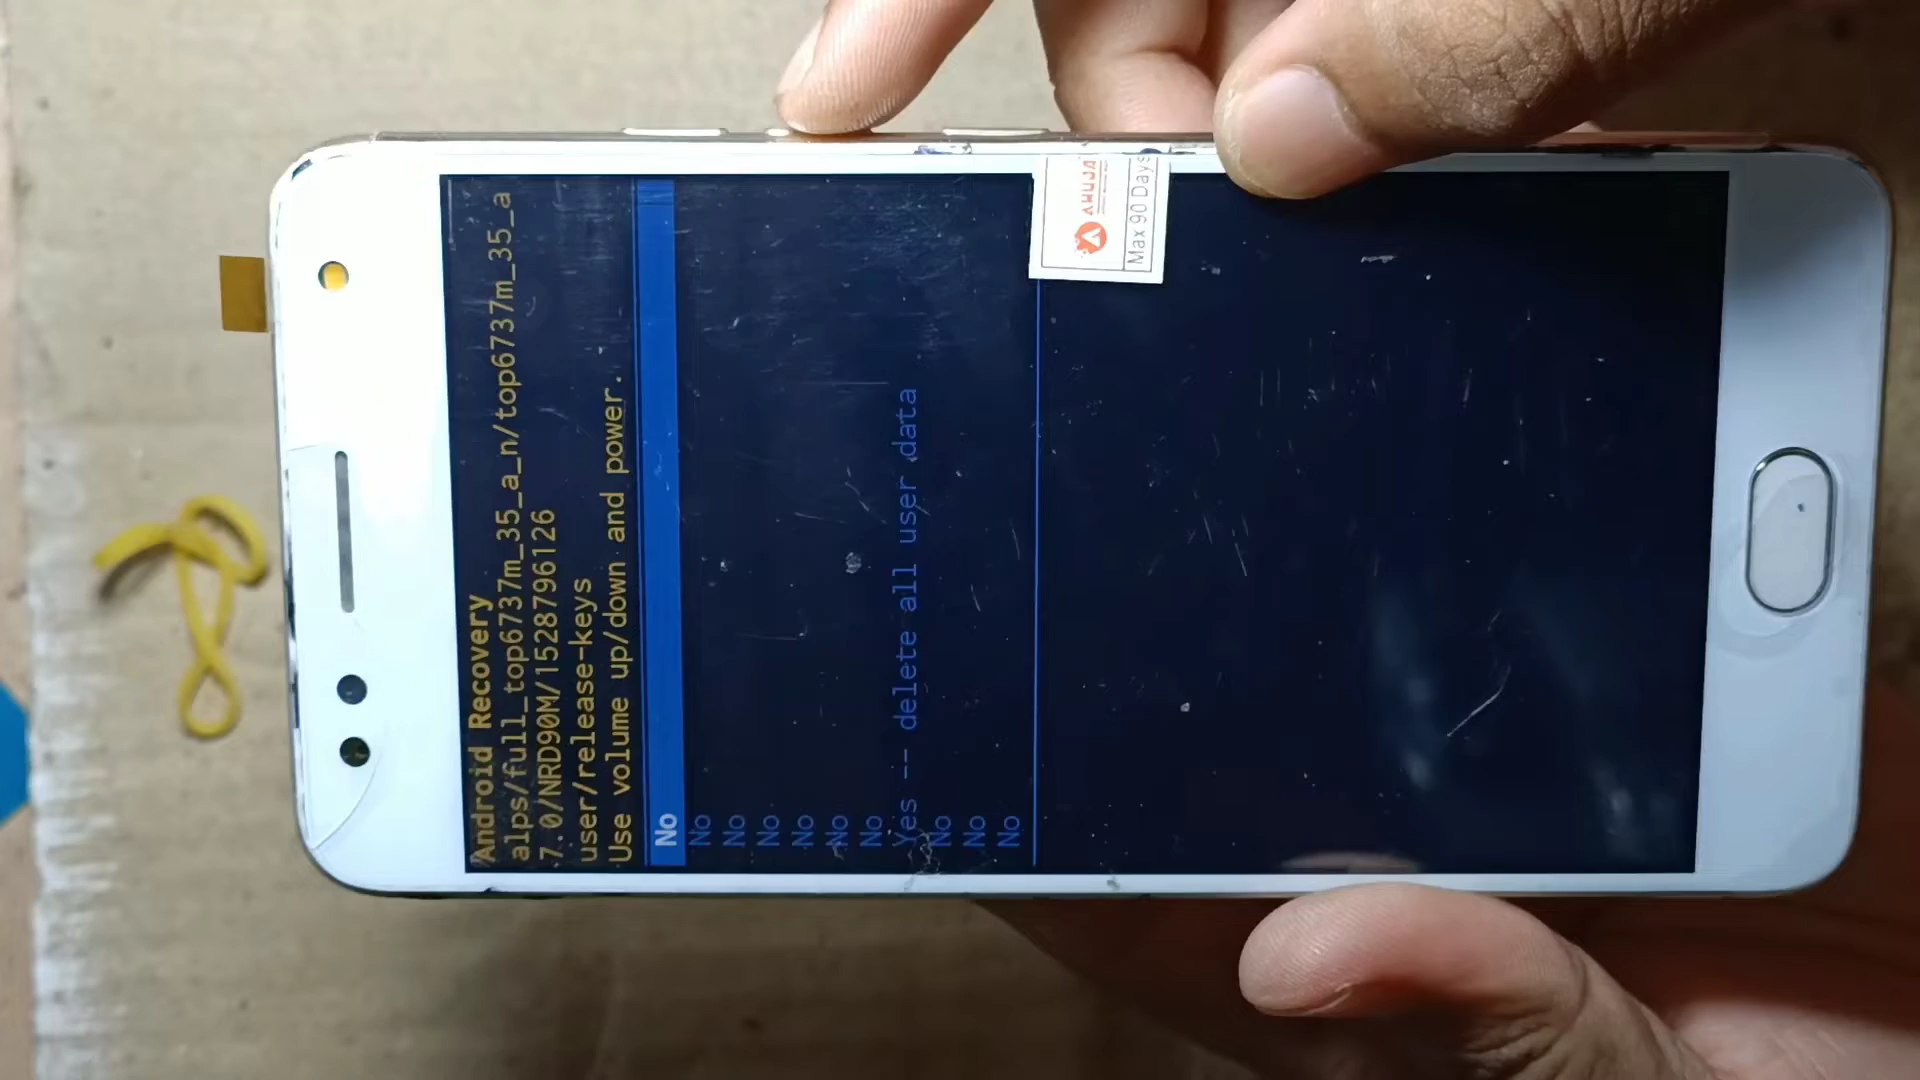 Android Recovery
alps/full_top6737m_35_a_n/top6737m_35_a
7.0/NRD90M/1528796126
user/release-keys
Use volume up/down and power.
No
No
No
No
No
No
No
Yes -- delete all user data
No
No
No
AHUJA
Max 90 Days